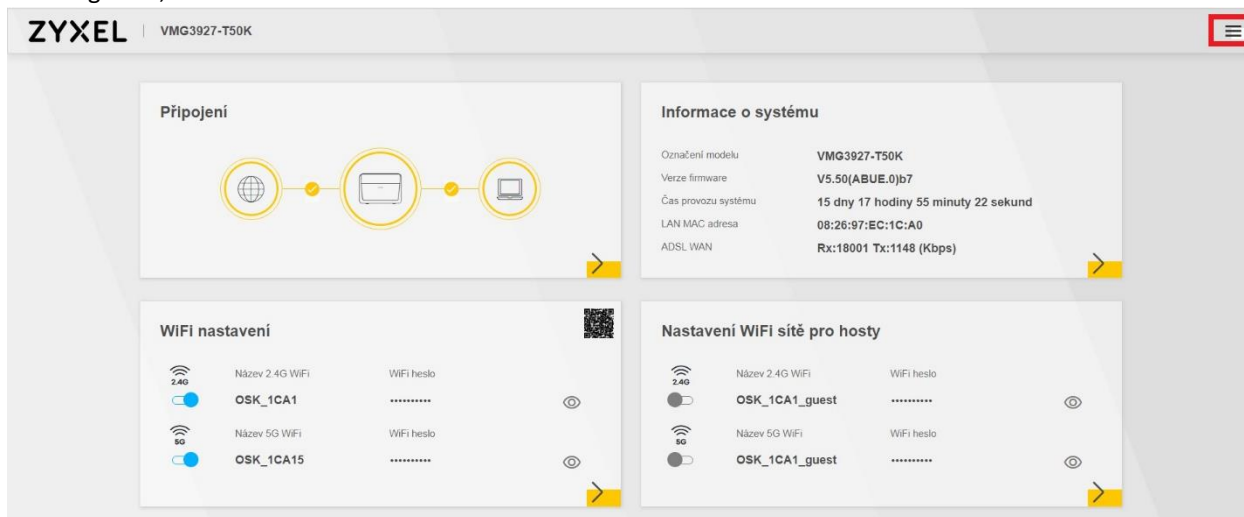 ZYXEL VMG3927-T50K
Připojení
Informace o systému
Označení modelu VMG3927-T50K
Verze firmware V5.50(ABUE.0)b7
Čas provozu systému 15 dny 17 hodiny 55 minuty 22 sekund
LAN MAC adresa 08:26:97:EC:1C:A0
ADSL WAN Rx:18001 Tx:1148 (Kbps)
WiFi nastavení
2.4G Název 2.4G WiFi WiFi heslo
OSK_1CA1 ••••••••••
5G Název 5G WiFi WiFi heslo
OSK_1CA15 ••••••••••
Nastavení WiFi sítě pro hosty
2.4G Název 2.4G WiFi WiFi heslo
OSK_1CA1_guest ••••••••••
5G Název 5G WiFi WiFi heslo
OSK_1CA1_guest ••••••••••